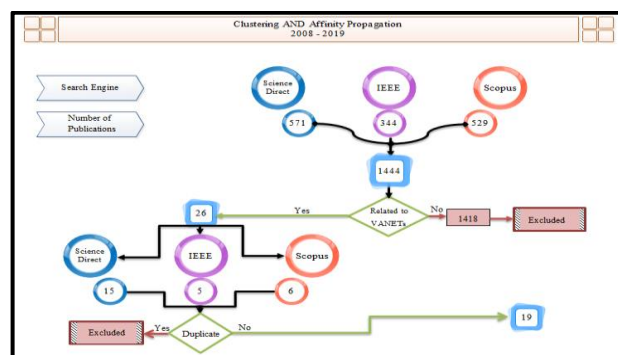 Clustering AND Affinity Propagation
2008 - 2019
Search Engine
Number of
Publications
Science
Direct
IEEE
Scopus
571
344
529
1444
Related to
VANETs
Yes
No
26
1418
Excluded
Science
Direct
IEEE
Scopus
15
5
6
Excluded
Yes
Duplicate
No
19